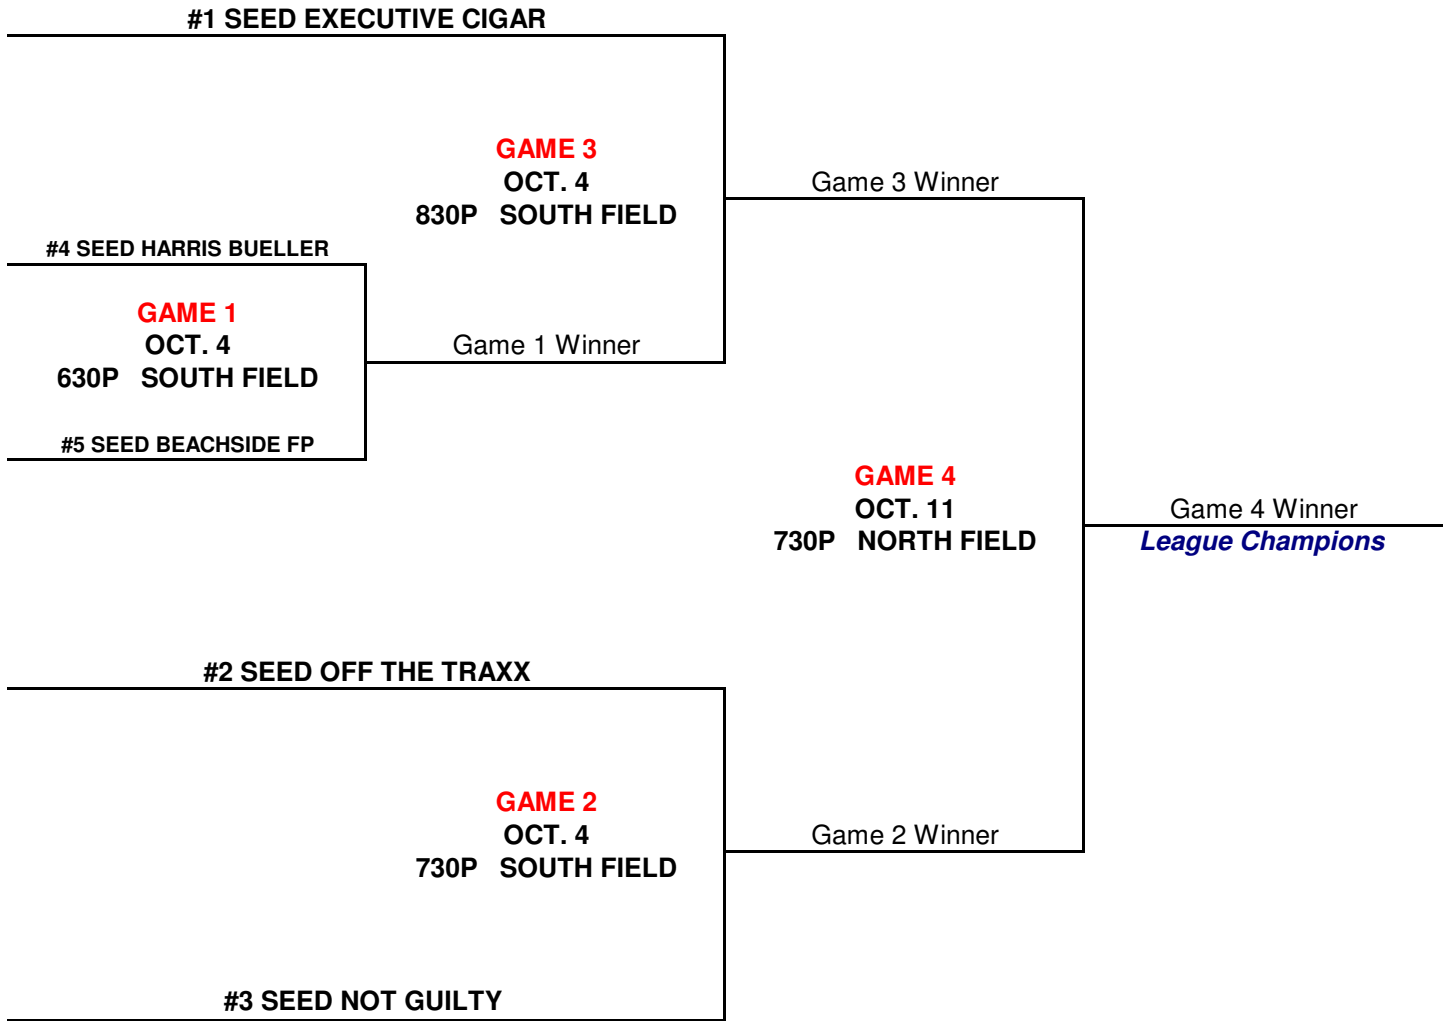 #1 SEED EXECUTIVE CIGAR
GAME 3
OCT. 4
830P SOUTH FIELD
Game 3 Winner
#4 SEED HARRIS BUELLER
GAME 1
OCT. 4
630P SOUTH FIELD
Game 1 Winner
#5 SEED BEACHSIDE FP
GAME 4
OCT. 11
730P NORTH FIELD
Game 4 Winner
League Champions
#2 SEED OFF THE TRAXX
GAME 2
OCT. 4
730P SOUTH FIELD
Game 2 Winner
#3 SEED NOT GUILTY